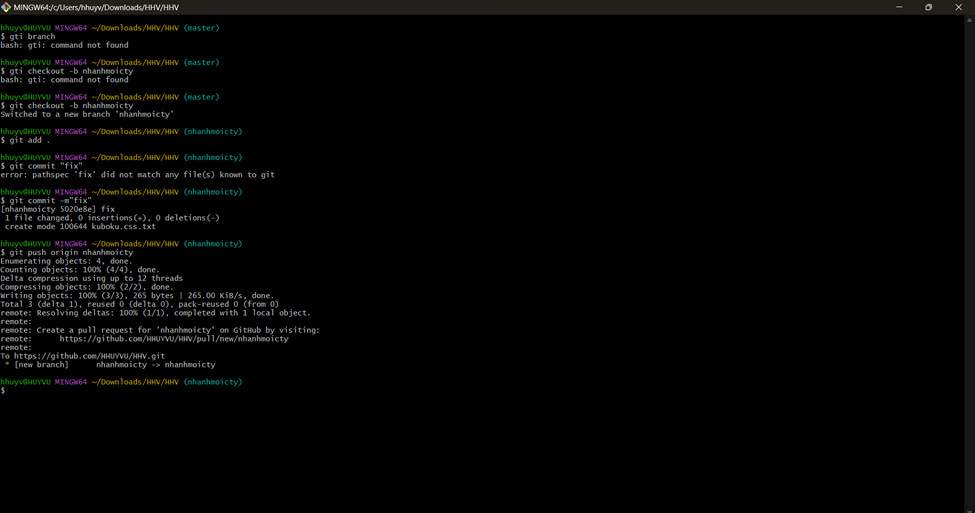 MINGW64:/c/Users/hhuyv/Downloads/HHV/HHV
hhuyv@HUYVU MINGW64 ~/Downloads/HHV/HHV (master)
$ gti branch
bash: gti: command not found
hhuyv@HUYVU MINGW64 ~/Downloads/HHV/HHV (master)
$ gti checkout -b nhanhmoicty
bash: gti: command not found
hhuyv@HUYVU MINGW64 ~/Downloads/HHV/HHV (master)
$ git checkout -b nhanhmoicty
Switched to a new branch 'nhanhmoicty'
hhuyv@HUYVU MINGW64 ~/Downloads/HHV/HHV (nhanhmoicty)
$ git add .
hhuyv@HUYVU MINGW64 ~/Downloads/HHV/HHV (nhanhmoicty)
$ git commit "fix"
error: pathspec 'fix' did not match any file(s) known to git
hhuyv@HUYVU MINGW64 ~/Downloads/HHV/HHV (nhanhmoicty)
$ git commit -m"fix"
[nhanhmoicty 5020e8e] fix
1 file changed, 0 insertions(+), 0 deletions(-)
create mode 100644 kuboku.css.txt
hhuyv@HUYVU MINGW64 ~/Downloads/HHV/HHV (nhanhmoicty)
$ git push origin nhanhmoicty
Enumerating objects: 4, done.
Counting objects: 100% (4/4), done.
Delta compression using up to 12 threads
Compressing objects: 100% (2/2), done.
Writing objects: 100% (3/3), 265 bytes | 265.00 KiB/s, done.
Total 3 (delta 1), reused 0 (delta 0), pack-reused 0 (from 0)
remote: Resolving deltas: 100% (1/1), completed with 1 local object.
remote:
remote: Create a pull request for 'nhanhmoicty' on GitHub by visiting:
remote:      https://github.com/HHUYVU/HHV/pull/new/nhanhmoicty
remote:
To https://github.com/HHUYVU/HHV.git
* [new branch]      nhanhmoicty -> nhanhmoicty
hhuyv@HUYVU MINGW64 ~/Downloads/HHV/HHV (nhanhmoicty)
$